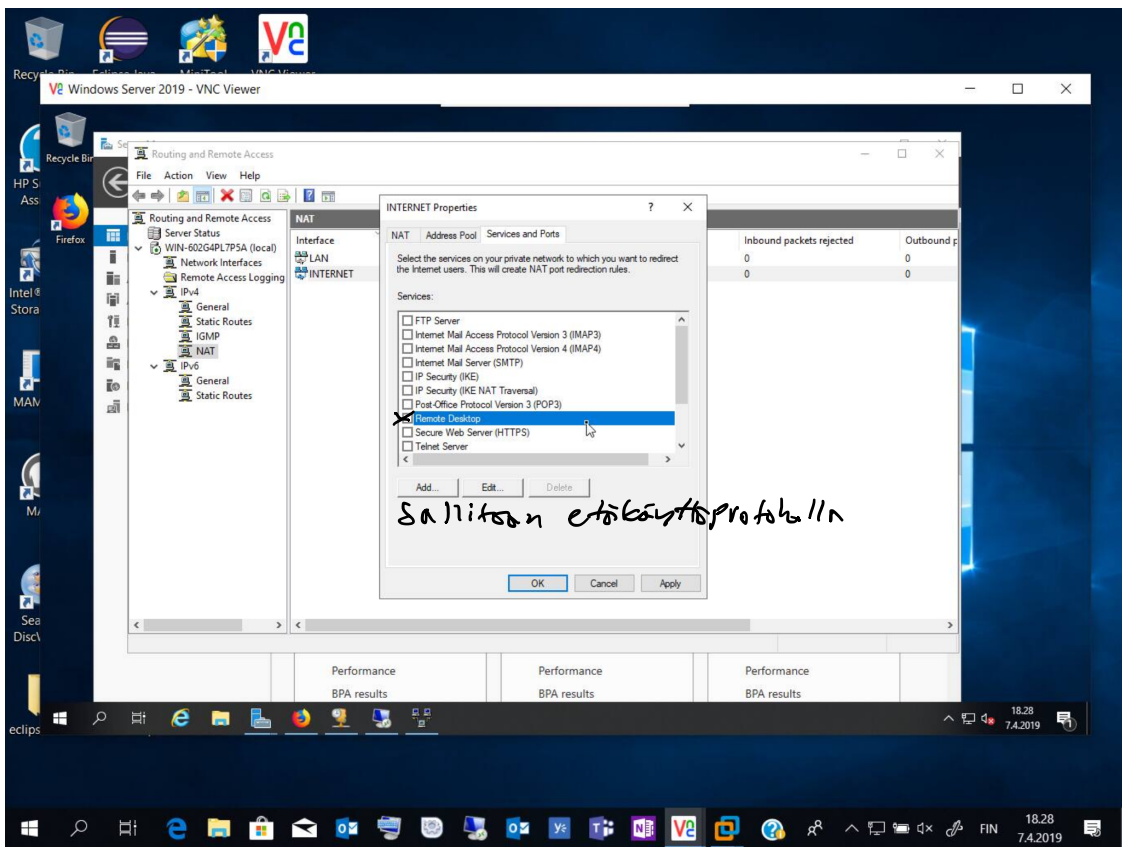 Recycle Bin
Eclipse Java
MiniTool
VNC Viewer
Windows Server 2019 - VNC Viewer
Recycle Bin
Firefox
Routing and Remote Access
File Action View Help
Routing and Remote Access
Server Status
WIN-602G4PL7P5A (local)
Network Interfaces
Remote Access Logging
IPv4
General
Static Routes
IGMP
NAT
IPv6
General
Static Routes
NAT
Interface
Inbound packets rejected
Outbound p
LAN
0
0
INTERNET
0
0
INTERNET Properties
NAT Address Pool Services and Ports
Select the services on your private network to which you want to redirect
the Internet users. This will create NAT port redirection rules.
Services:
FTP Server
Internet Mail Access Protocol Version 3 (IMAP3)
Internet Mail Access Protocol Version 4 (IMAP4)
Internet Mail Server (SMTP)
IP Security (IKE)
IP Security (IKE NAT Traversal)
Post-Office Protocol Version 3 (POP3)
Remote Desktop
Secure Web Server (HTTPS)
Telnet Server
Add... Edit... Delete
Sallitaan etäkäyttöprotokolla
OK Cancel Apply
Performance Performance Performance
BPA results BPA results BPA results
18.28
7.4.2019
HP S
Ass
Intel®
Stora
MAM
Sea
Disc
eclips
FIN
18.28
7.4.2019